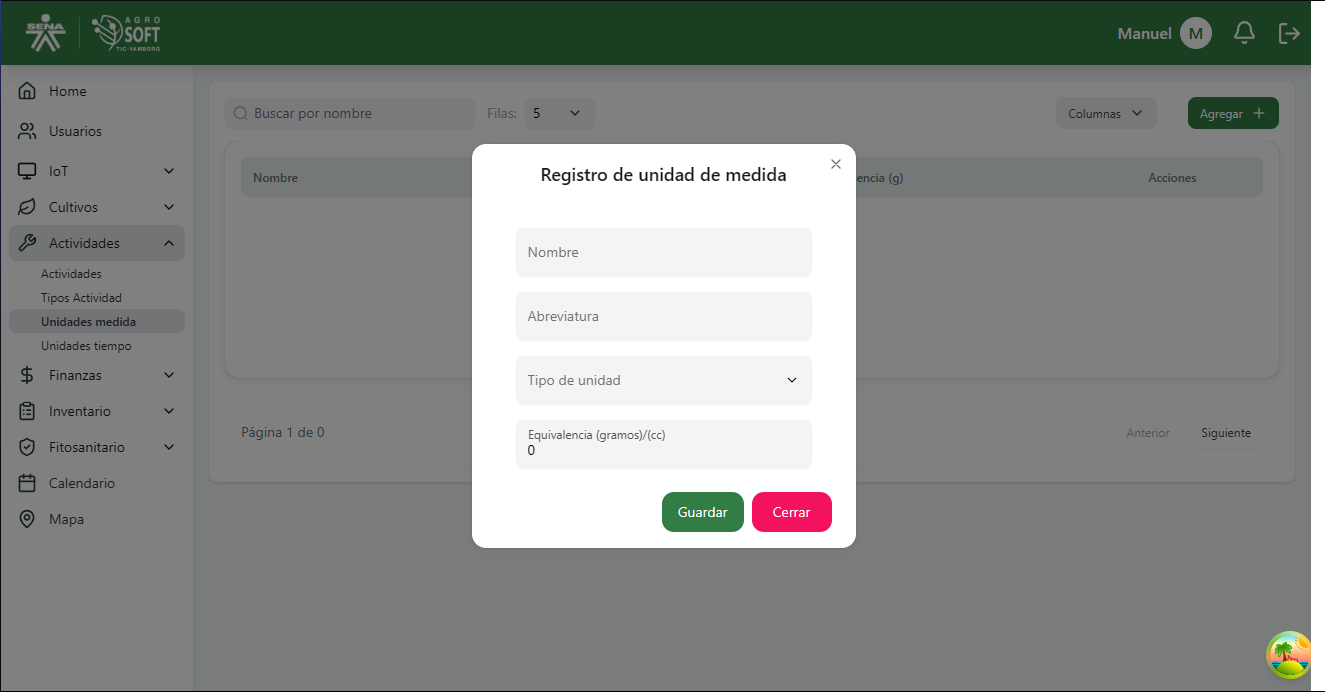 SENA
AGRO
SOFT
TIC-YAMBORÓ
Manuel
M
Home
Usuarios
IoT
Cultivos
Actividades
Actividades
Tipos Actividad
Unidades medida
Unidades tiempo
Finanzas
Inventario
Fitosanitario
Calendario
Mapa
Buscar por nombre
Filas:
5
Columnas
Agregar
Nombre
encia (g)
Acciones
Página 1 de 0
Anterior
Siguiente
Registro de unidad de medida
Nombre
Abreviatura
Tipo de unidad
Equivalencia (gramos)/(cc)
0
Guardar
Cerrar